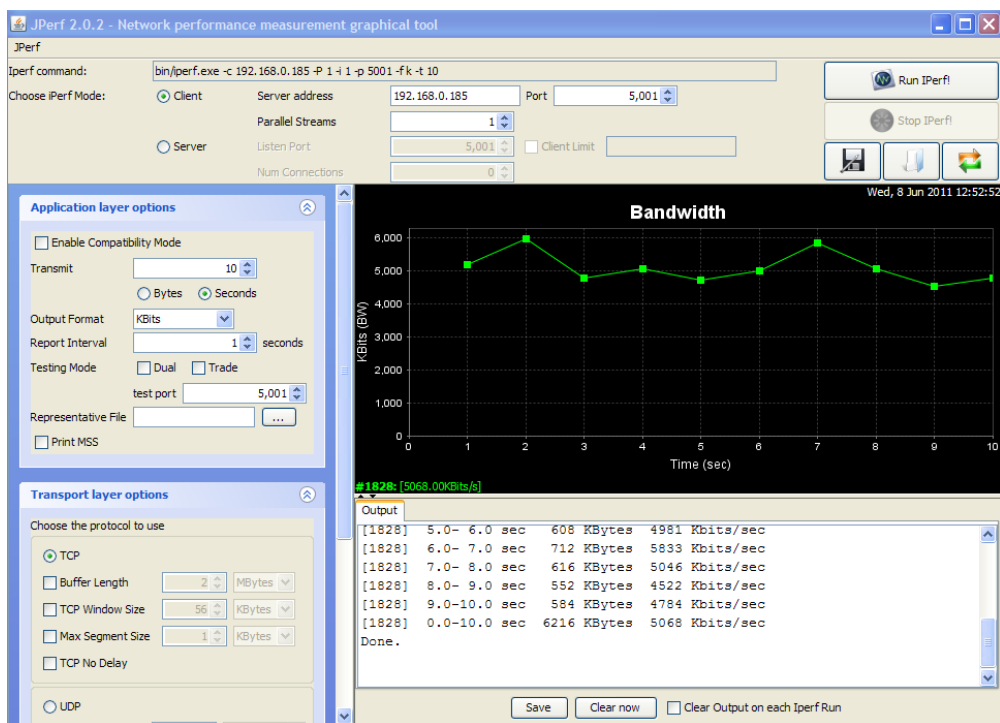 JPerf 2.0.2 - Network performance measurement graphical tool
JPerf
Iperf command: bin/iperf.exe -c 192.168.0.185 -P 1 -i 1 -p 5001 -f k -t 10
Run IPerf!
Choose iPerf Mode: Client Server address 192.168.0.185 Port 5,001
Parallel Streams 1
Stop IPerf!
Server Listen Port 5,001 Client Limit
Num Connections 0
Application layer options
Enable Compatibility Mode
Transmit 10
Bytes Seconds
Output Format KBits
Report Interval 1 seconds
Testing Mode Dual Trade
test port 5,001
Representative File ...
Print MSS
Transport layer options
Choose the protocol to use
TCP
Buffer Length 2 MBytes
TCP Window Size 56 KBytes
Max Segment Size 1 KBytes
TCP No Delay
UDP
Wed, 8 Jun 2011 12:52:52
Bandwidth
KBits (BW)
6,000
5,000
4,000
3,000
2,000
1,000
0
0 1 2 3 4 5 6 7 8 9 10
Time (sec)
#1828: [5068.00KBits/s]
Output
[1828] 5.0- 6.0 sec 608 KBytes 4981 Kbits/sec
[1828] 6.0- 7.0 sec 712 KBytes 5833 Kbits/sec
[1828] 7.0- 8.0 sec 616 KBytes 5046 Kbits/sec
[1828] 8.0- 9.0 sec 552 KBytes 4522 Kbits/sec
[1828] 9.0-10.0 sec 584 KBytes 4784 Kbits/sec
[1828] 0.0-10.0 sec 6216 KBytes 5068 Kbits/sec
Done.
Save Clear now Clear Output on each Iperf Run